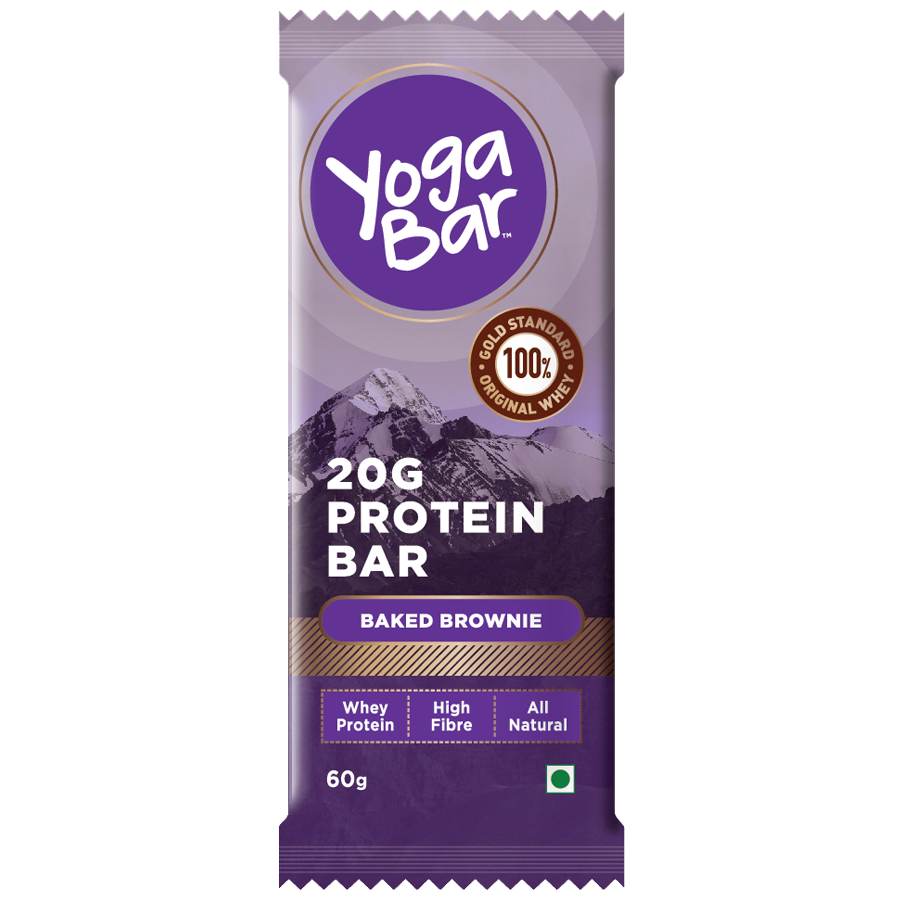 Yoga
Bar™
GOLD STANDARD
100%
ORIGINAL WHEY
20G
PROTEIN
BAR
BAKED BROWNIE
Whey
Protein
High
Fibre
All
Natural
60g